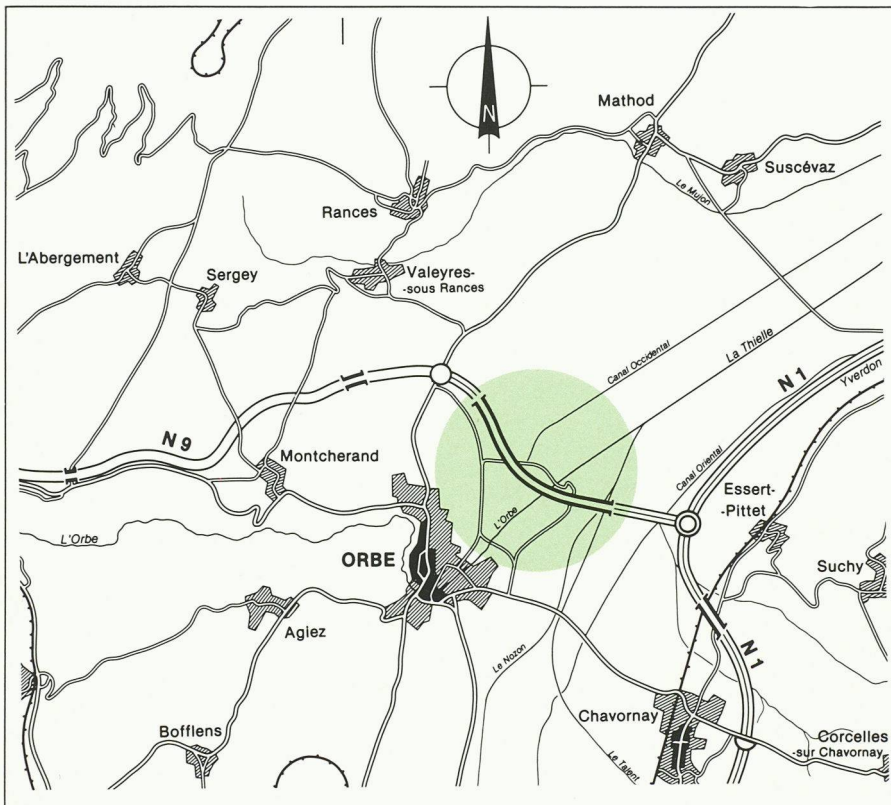 N
Mathod
Suscévaz
Le Mujon
Rances
L'Abergement
Sergey
Valeyres-
-sous Rances
Canal Occidental
La Thielle
N 1
Yverdon
N 9
Montcherand
Canal Oriental
Essert-
-Pittet
L'Orbe
L'Orbe
ORBE
Suchy
Agiez
Le Nozon
N 1
Chavornay
Bofflens
Corcelles
-sur Chavornay
Le Talent